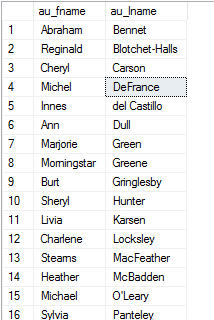 au_fname au_lname
1 Abraham Bennet
2 Reginald Blotchet-Halls
3 Cheryl Carson
4 Michel DeFrance
5 Innes del Castillo
6 Ann Dull
7 Marjorie Green
8 Morningstar Greene
9 Burt Gringlesby
10 Sheryl Hunter
11 Livia Karsen
12 Charlene Locksley
13 Stearns MacFeather
14 Heather McBadden
15 Michael O'Leary
16 Sylvia Panteley